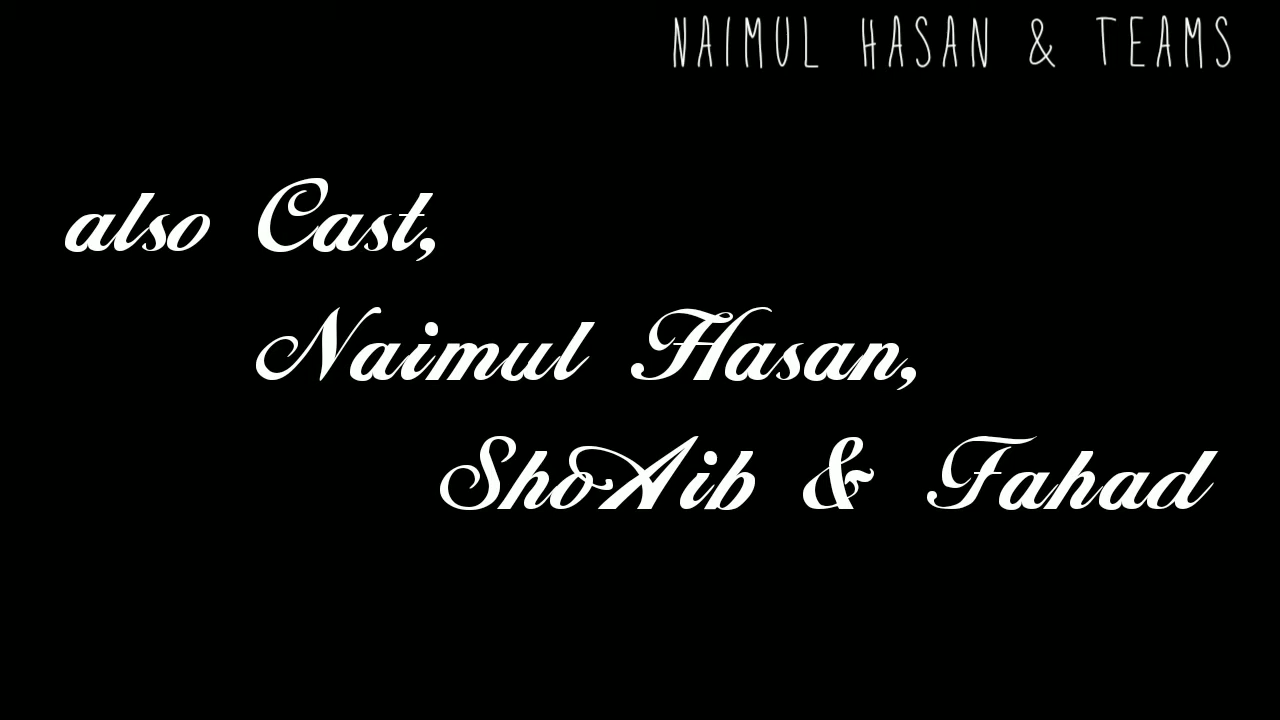 NAIMUL HASAN & TEAMS
also Cast,
Naimul Hasan,
ShoAib & Fahad